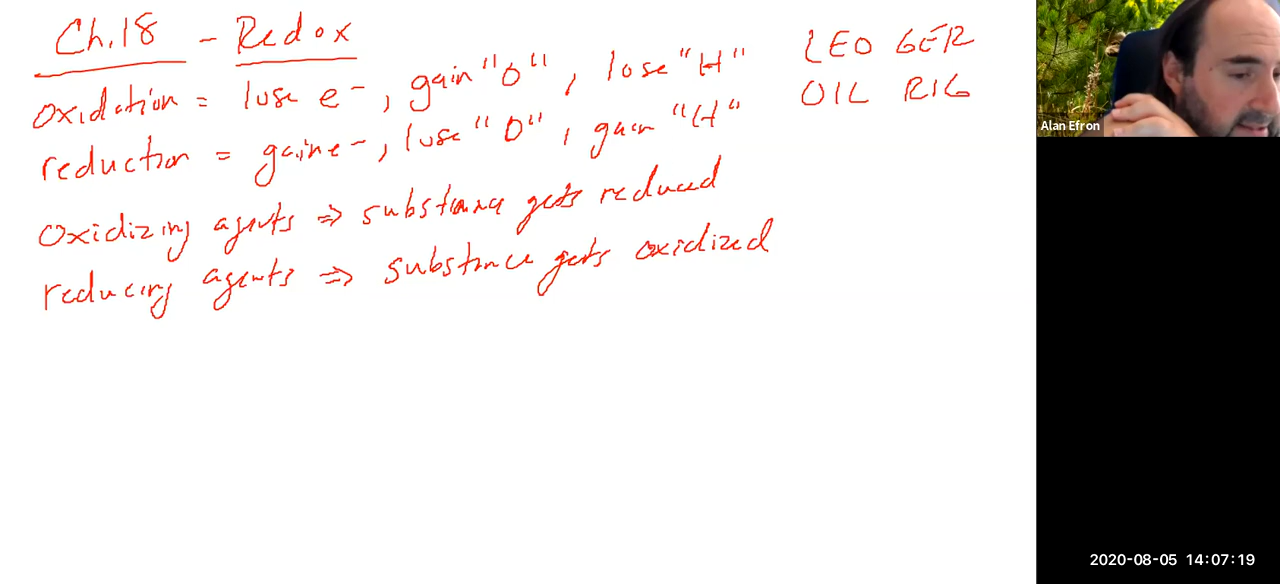 Ch.18 - Redox
oxidation = lose e-, gain "O", lose "H"
reduction = gain e-, lose "O", gain "H"
oxidizing agents => substance gets reduced
reducing agents => substance gets oxidized
LEO GER
OIL RIG
Alan Efron
2020-08-05 14:07:19